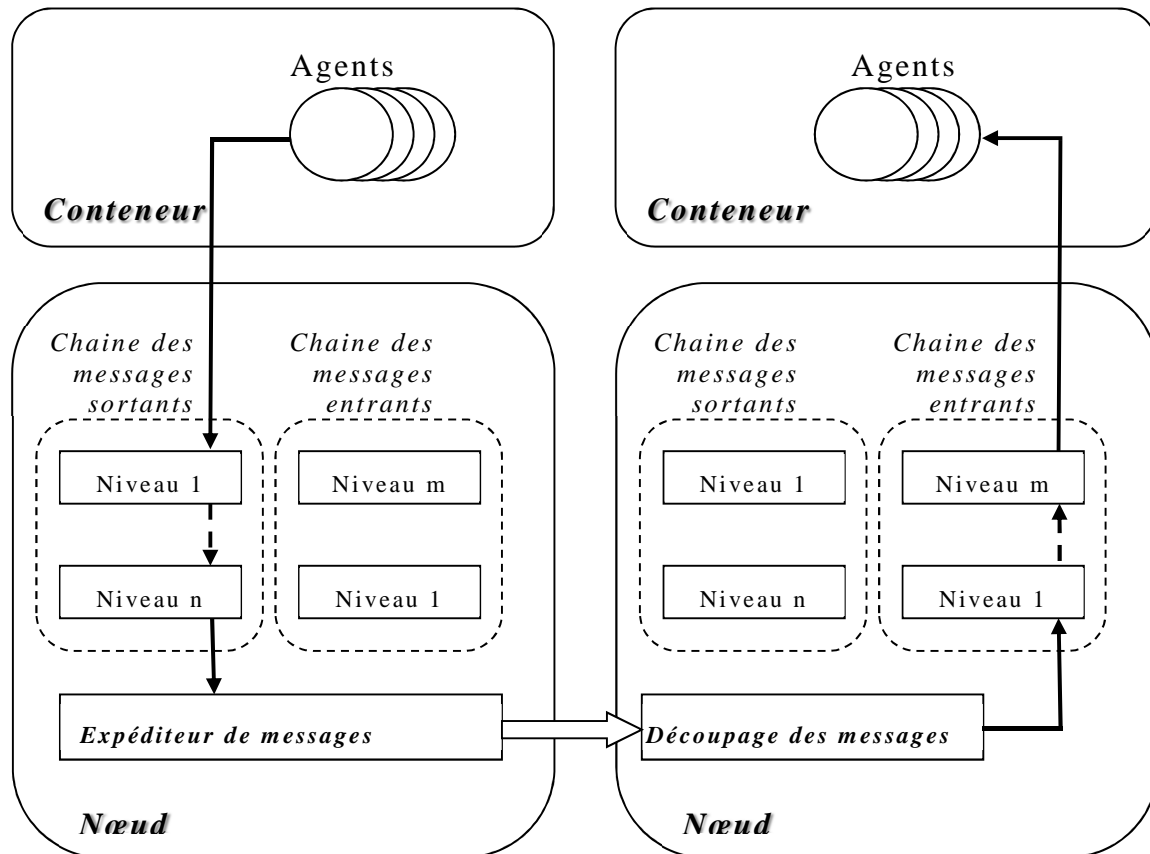 Agents
Conteneur
Agents
Conteneur
Chaine des
messages
sortants
Chaine des
messages
entrants
Niveau 1
Niveau m
Niveau n
Niveau 1
Expéditeur de messages
Nœud
Chaine des
messages
sortants
Chaine des
messages
entrants
Niveau 1
Niveau m
Niveau n
Niveau 1
Découpage des messages
Nœud